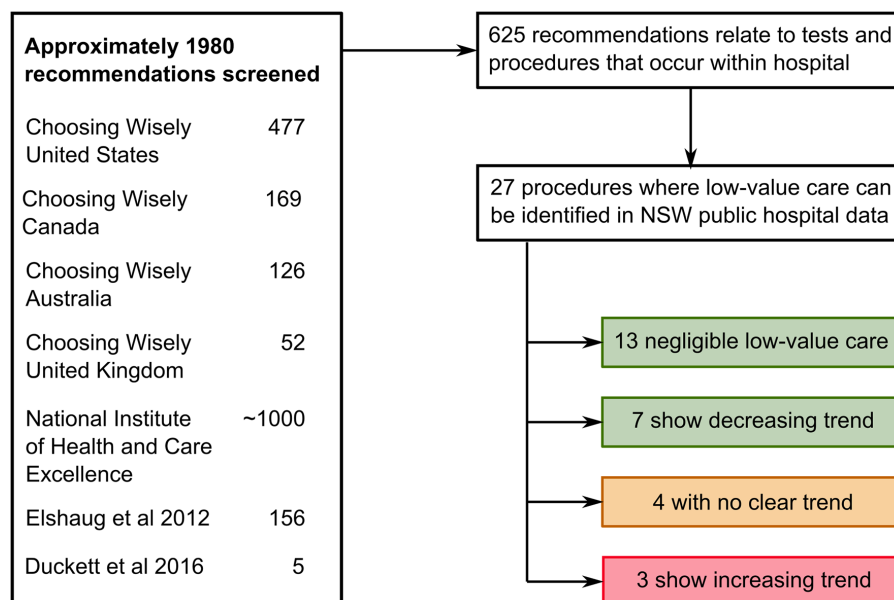 Approximately 1980
recommendations screened
Choosing Wisely 477
United States
Choosing Wisely 169
Canada
Choosing Wisely 126
Australia
Choosing Wisely 52
United Kingdom
National Institute ~1000
of Health and Care
Excellence
Elshaug et al 2012 156
Duckett et al 2016 5
625 recommendations relate to tests and
procedures that occur within hospital
27 procedures where low-value care can
be identified in NSW public hospital data
13 negligible low-value care
7 show decreasing trend
4 with no clear trend
3 show increasing trend